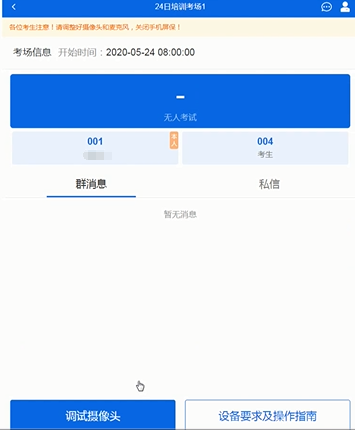 24日培训考场1
各位考生注意！请调整好摄像头和麦克风，关闭手机屏保！
考场信息 开始时间：2020-05-24 08:00:00
-
无人考试
001
本人
004
考生
群消息 私信
暂无消息
调试摄像头 设备要求及操作指南